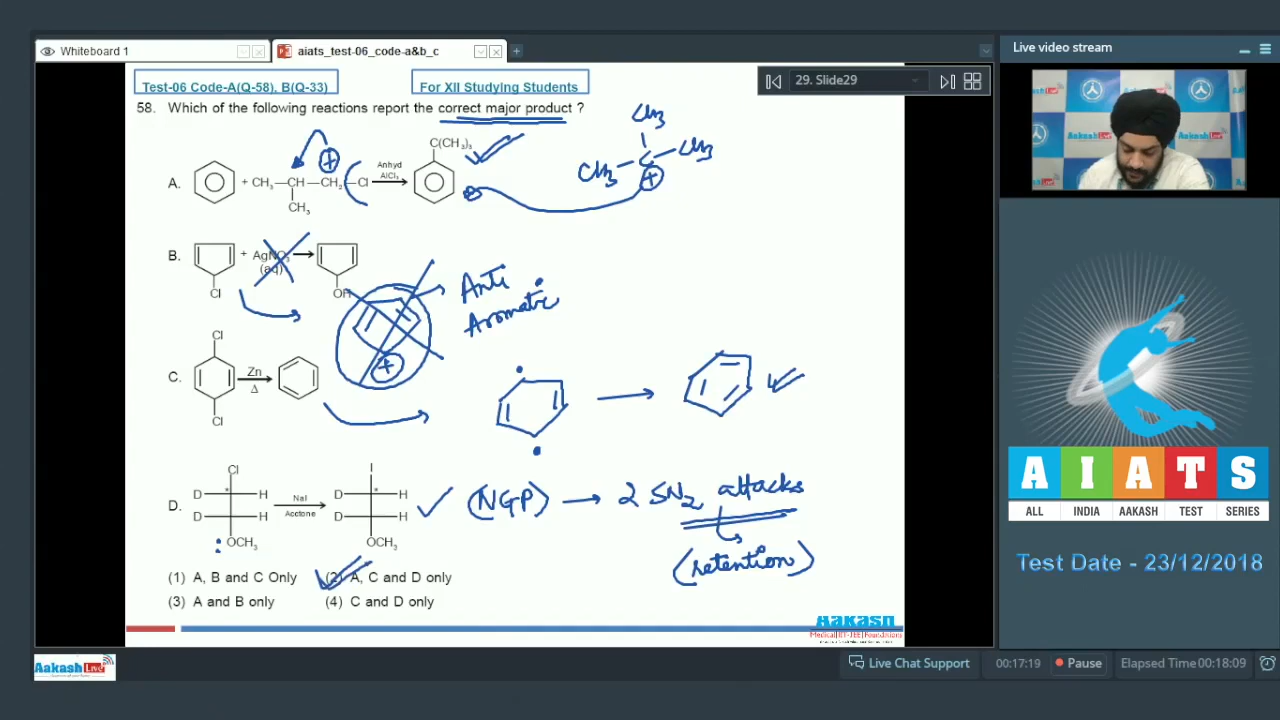 Whiteboard 1
aiats_test-06_code-a&b_c
Live video stream
Test-06 Code-A(Q-58), B(Q-33)
For XII Studying Students
29. Slide29
58. Which of the following reactions report the correct major product ?
A.
+ CH3 —CH —CH2 —Cl
CH3
Anhyd
AlCl3
C(CH3)3
CH3
CH3 – C – CH3
+
B.
Cl
+ AgNO3
(aq)
OH
Anti
Aromatic
+
C.
Cl
Cl
Zn
Δ
D.
Cl
D * H
D H
OCH3
NaI
Acctone
I
D * H
D H
OCH3
(NGP) → 2 SN2 attacks
(retention)
(1) A, B and C Only
(2) A, C and D only
(3) A and B only
(4) C and D only
Aakash
Medical|IIT-JEE|Foundations
AakashLive
A I A T S
ALL INDIA AAKASH TEST SERIES
Test Date - 23/12/2018
Aakash Live
Live Chat Support
00:17:19
Pause
Elapsed Time 00:18:09